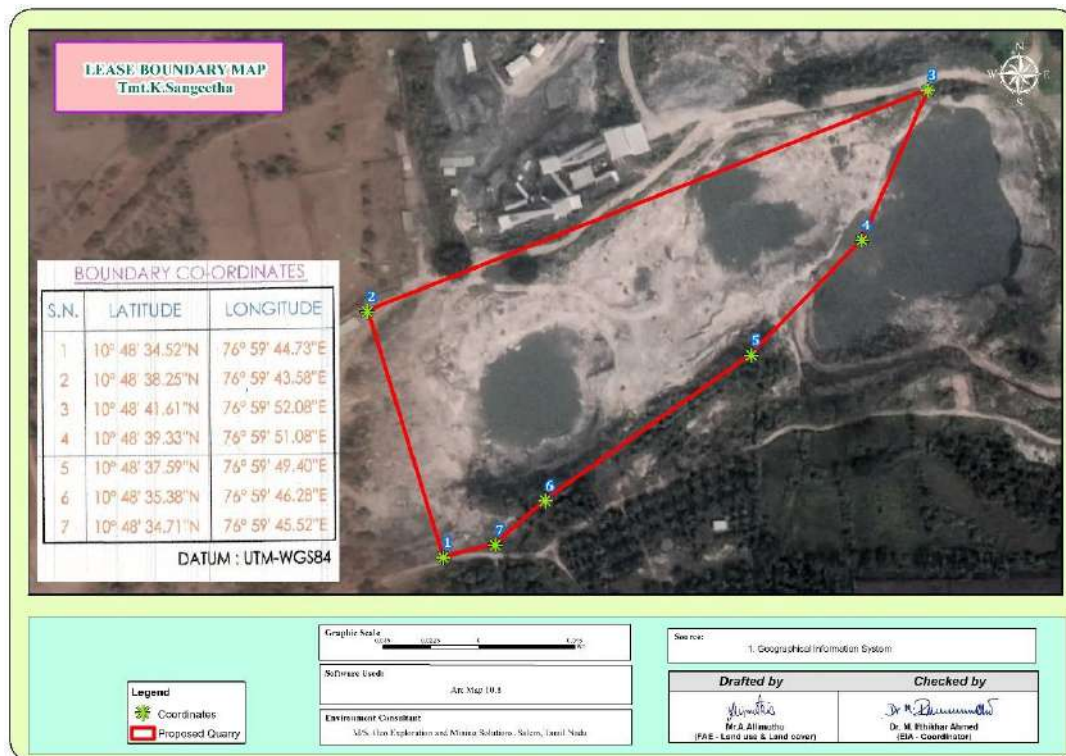 LEASE BOUNDARY MAP
Tmt.K.Sangeetha
N
W E
S
3
4
2
5
6
7
1
BOUNDARY CO-ORDINATES
S.N. LATITUDE LONGITUDE
1 10° 48' 34.52"N 76° 59' 44.73"E
2 10° 48' 38.25"N 76° 59' 43.58"E
3 10° 48' 41.61"N 76° 59' 52.08"E
4 10° 48' 39.33"N 76° 59' 51.08"E
5 10° 48' 37.59"N 76° 59' 49.40"E
6 10° 48' 35.38"N 76° 59' 46.28"E
7 10° 48' 34.71"N 76° 59' 45.52"E
DATUM : UTM-WGS84
Legend
Coordinates
Proposed Quarry
Graphic Scale
0.0225 0
Software Used:
Arc Map 10.8
Environment Consultant
M/S. Geo Exploration and Mining Solutions, Salem, Tamil Nadu
Source:
1. Geographical Information System
Drafted by Checked by
Mr.A.Allimuthu
(FAE - Land use & Land cover)
Dr. M. Ifthikhar Ahmed
(EIA - Coordinator)